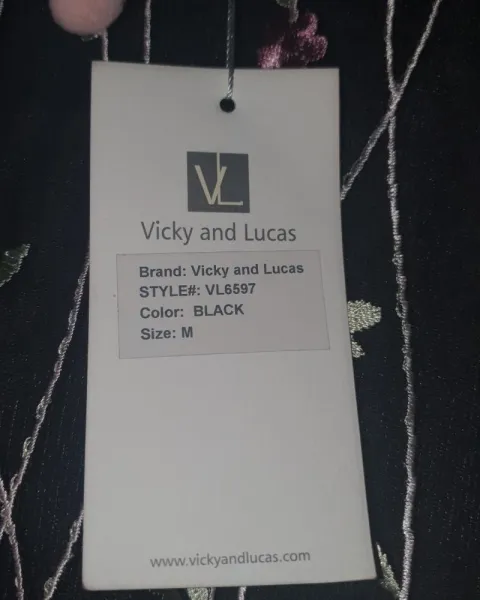 VL
Vicky and Lucas
Brand: Vicky and Lucas
STYLE#: VL6597
Color: BLACK
Size: M
www.vickyandlucas.com